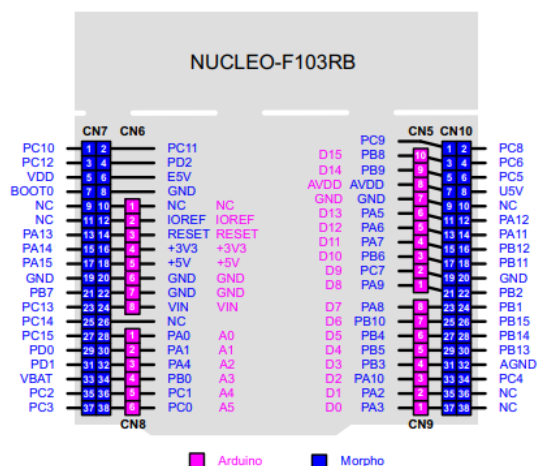 NUCLEO-F103RB
CN7 CN6 CN5 CN10
PC9
PC10 1 2 PC11 D15 PB8 10 1 2 PC8
PC12 3 4 PD2 D14 PB9 9 3 4 PC6
VDD 5 6 E5V AVDD AVDD 8 5 6 PC5
BOOT0 7 8 GND GND GND 7 7 8 U5V
NC 9 10 1 NC NC D13 PA5 6 9 10 NC
NC 11 12 2 IOREF IOREF D12 PA6 5 11 12 PA12
PA13 13 14 3 RESET RESET D11 PA7 4 13 14 PA11
PA14 15 16 4 +3V3 +3V3 D10 PB6 3 15 16 PB12
PA15 17 18 5 +5V +5V D9 PC7 2 17 18 PB11
GND 19 20 6 GND GND D8 PA9 1 19 20 GND
PB7 21 22 7 GND GND 21 22 PB2
PC13 23 24 8 VIN VIN D7 PA8 8 23 24 PB1
PC14 25 26 NC D6 PB10 7 25 26 PB15
PC15 27 28 1 PA0 A0 D5 PB4 6 27 28 PB14
PD0 29 30 2 PA1 A1 D4 PB5 5 29 30 PB13
PD1 31 32 3 PA4 A2 D3 PB3 4 31 32 AGND
VBAT 33 34 4 PB0 A3 D2 PA10 3 33 34 PC4
PC2 35 36 5 PC1 A4 D1 PA2 2 35 36 NC
PC3 37 38 6 PC0 A5 D0 PA3 1 37 38 NC
CN8 CN9
Arduino Morpho